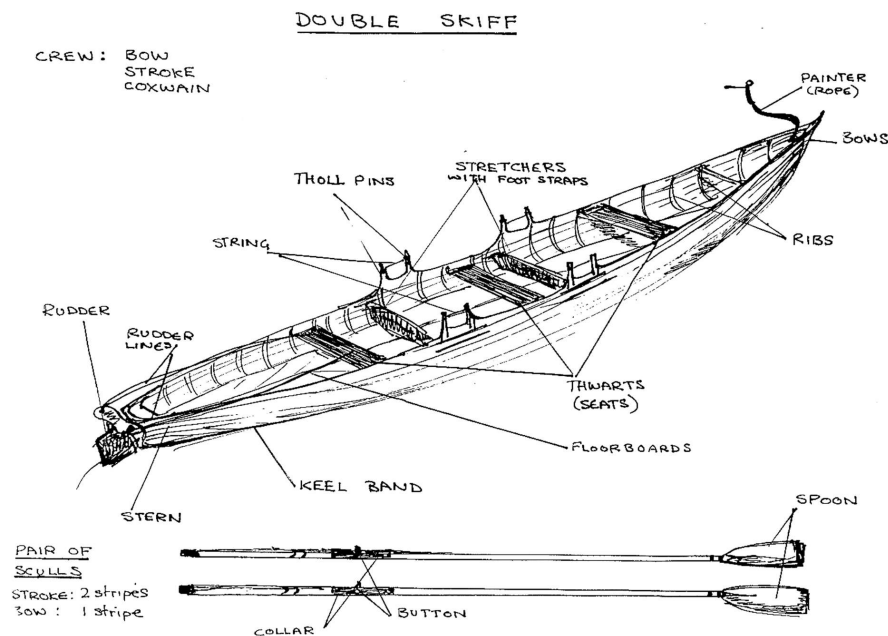 DOUBLE SKIFF
CREW: BOW
STROKE
COXWAIN
PAINTER
(ROPE)
BOWS
STRETCHERS
WITH FOOT STRAPS
THOLL PINS
STRING
RIBS
RUDDER
RUDDER
LINES
THWARTS
(SEATS)
FLOORBOARDS
KEEL BAND
STERN
SPOON
PAIR OF
SCULLS
STROKE: 2 stripes
BOW: 1 stripe
BUTTON
COLLAR